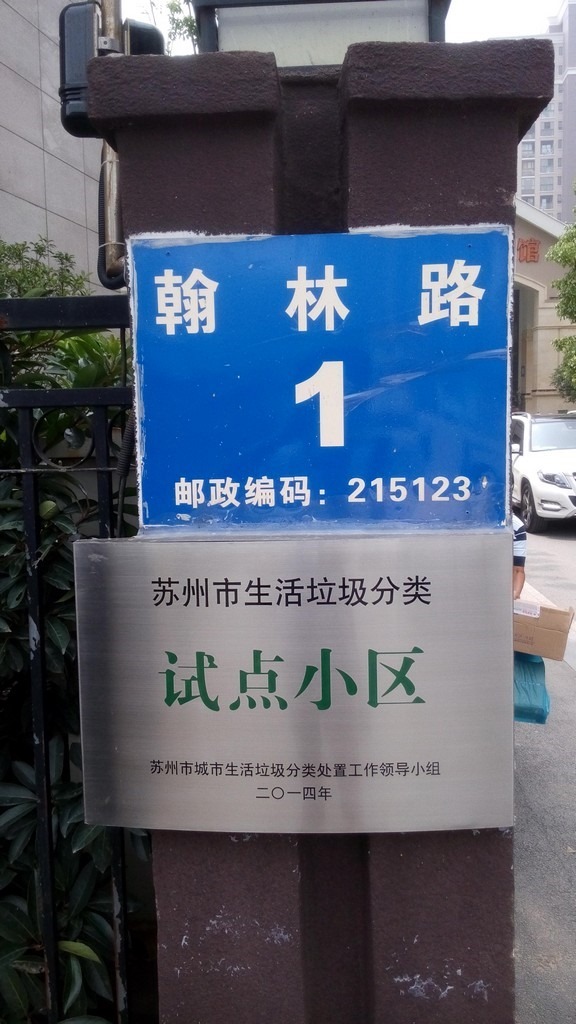 翰林路
1
邮政编码：215123
苏州市生活垃圾分类
试点小区
苏州市城市生活垃圾分类处置工作领导小组
二〇一四年
馆